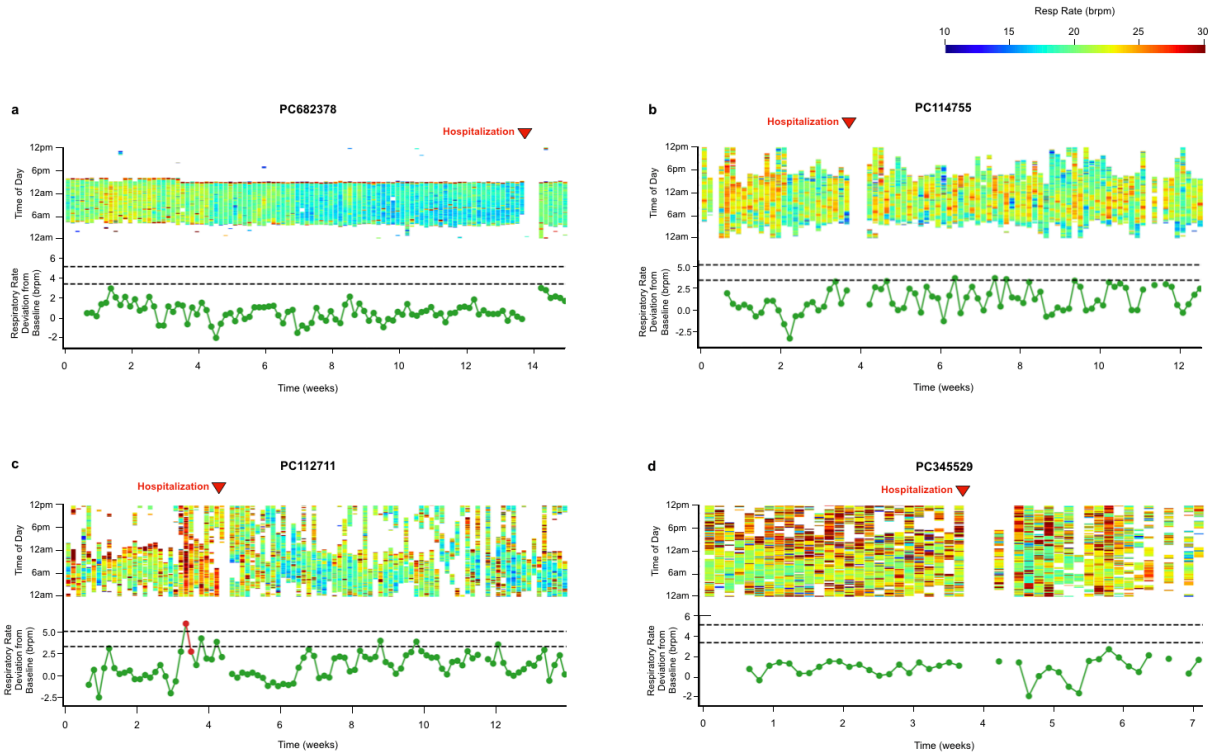 Resp Rate (brpm)
10 15 20 25 30
a
PC682378
Hospitalization
12pm
6pm
12am
6am
12am
Time of Day
6
4
2
0
-2
Respiratory Rate
Deviation from
Baseline (brpm)
0 2 4 6 8 10 12 14
Time (weeks)
b
PC114755
Hospitalization
12pm
6pm
12am
6am
12am
Time of Day
5.0
2.5
0.0
-2.5
Respiratory Rate
Deviation from
Baseline (brpm)
0 2 4 6 8 10 12
Time (weeks)
c
PC112711
Hospitalization
12pm
6pm
12am
6am
12am
Time of Day
5.0
2.5
0.0
-2.5
Respiratory Rate
Deviation from
Baseline (brpm)
0 2 4 6 8 10 12
Time (weeks)
d
PC345529
Hospitalization
12pm
6pm
12am
6am
12am
Time of Day
6
4
2
0
-2
Respiratory Rate
Deviation from
Baseline (brpm)
0 1 2 3 4 5 6 7
Time (weeks)